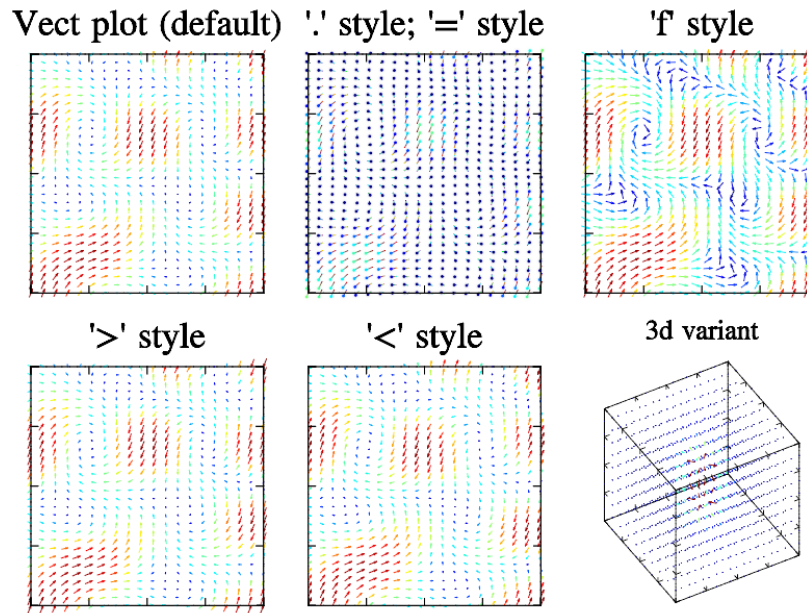 Vect plot (default)
'.' style; '=' style
'f' style
'>' style
'<' style
3d variant